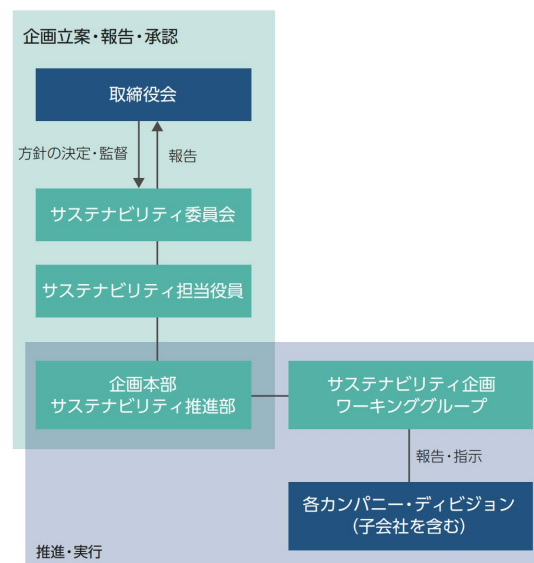 企画立案・報告・承認
取締役会
方針の決定・監督
報告
サステナビリティ委員会
サステナビリティ担当役員
企画本部
サステナビリティ推進部
サステナビリティ企画
ワーキンググループ
報告・指示
各カンパニー・ディビジョン
(子会社を含む)
推進・実行